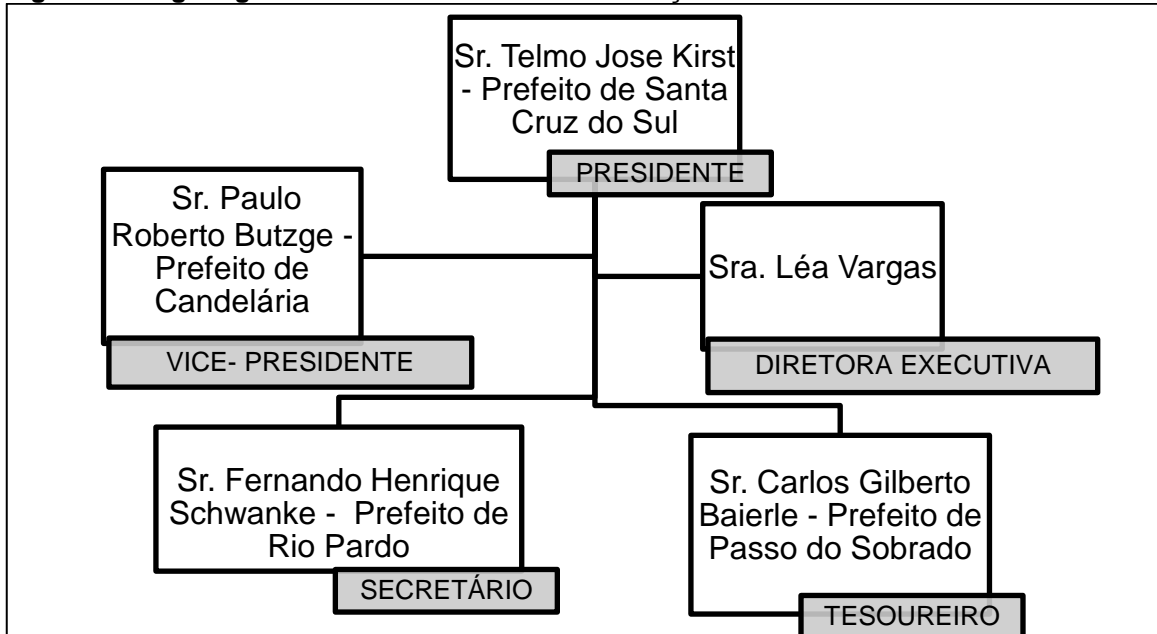 Sr. Telmo Jose Kirst
- Prefeito de Santa
Cruz do Sul
PRESIDENTE
Sr. Paulo
Roberto Butzge -
Prefeito de
Candelária
VICE- PRESIDENTE
Sra. Léa Vargas
DIRETORA EXECUTIVA
Sr. Fernando Henrique
Schwanke - Prefeito de
Rio Pardo
SECRETÁRIO
Sr. Carlos Gilberto
Baierle - Prefeito de
Passo do Sobrado
TESOUREIRO